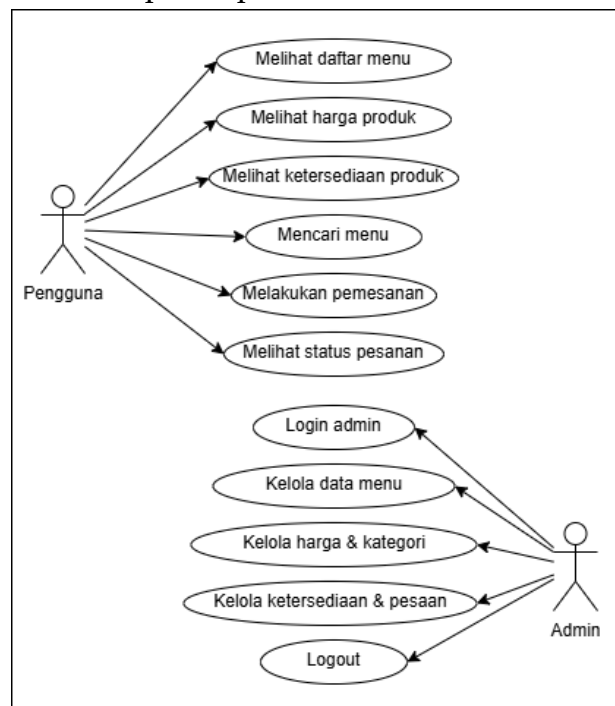 Melihat daftar menu
Melihat harga produk
Melihat ketersediaan produk
Mencari menu
Pengguna
Melakukan pemesanan
Melihat status pesanan
Login admin
Kelola data menu
Kelola harga & kategori
Kelola ketersediaan & pesaan
Admin
Logout